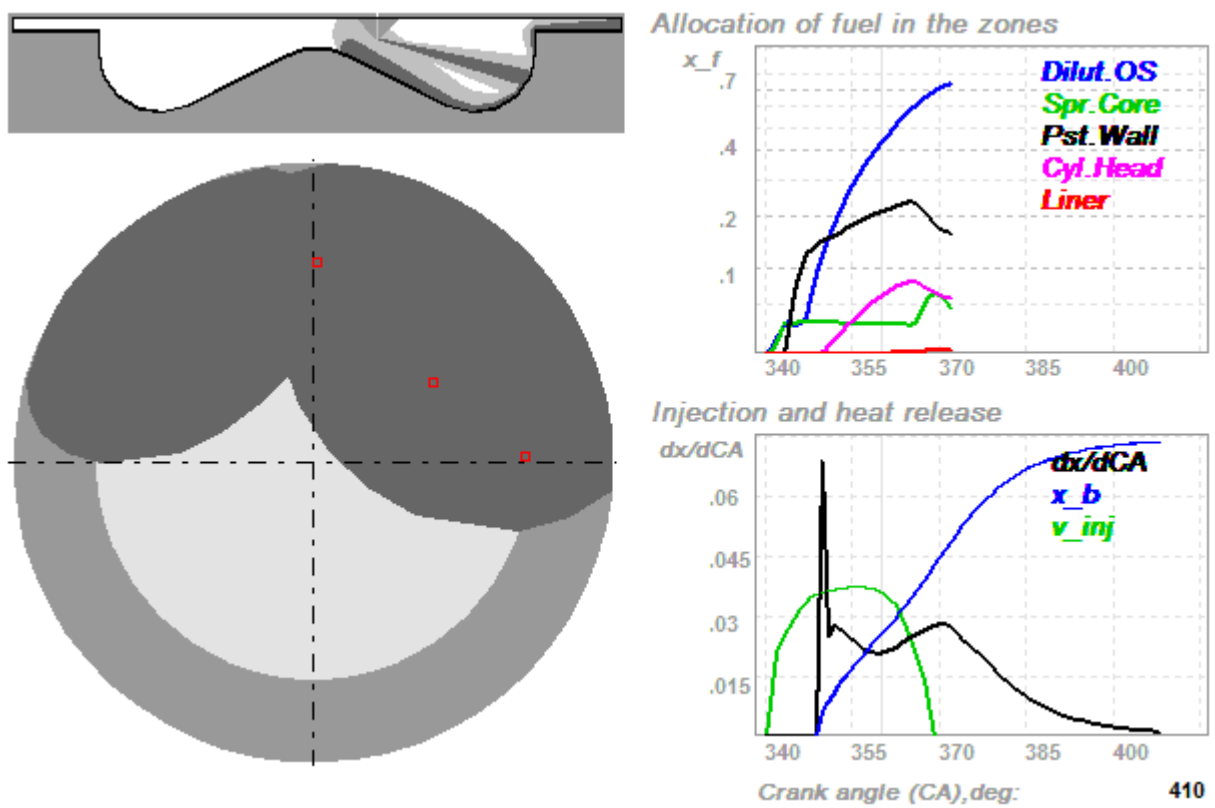 Allocation of fuel in the zones
x_f
Dilut.OS
Spr.Core
Pst.Wall
Cyl.Head
Liner
.7
.4
.2
.1
340 355 370 385 400
Injection and heat release
dx/dCA
dx/dCA
x_b
v_inj
.06
.045
.03
.015
340 355 370 385 400
Crank angle (CA),deg: 410